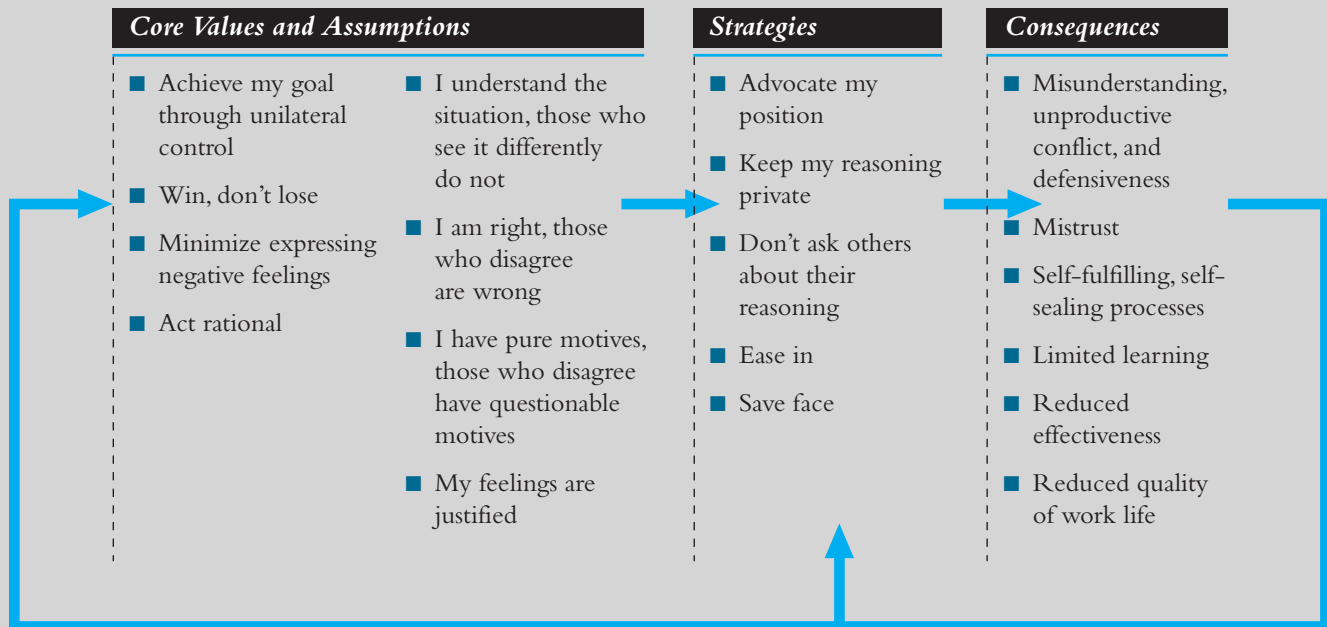 Core Values and Assumptions
Achieve my goal
through unilateral
control
Win, don't lose
Minimize expressing
negative feelings
Act rational
I understand the
situation, those who
see it differently
do not
I am right, those
who disagree
are wrong
I have pure motives,
those who disagree
have questionable
motives
My feelings are
justified
Strategies
Advocate my
position
Keep my reasoning
private
Don't ask others
about their
reasoning
Ease in
Save face
Consequences
Misunderstanding,
unproductive
conflict, and
defensiveness
Mistrust
Self-fulfilling, self-
sealing processes
Limited learning
Reduced
effectiveness
Reduced quality
of work life